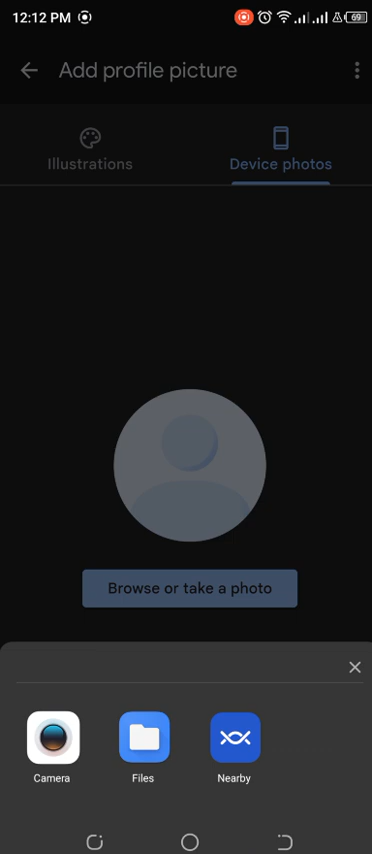 12:12 PM
69
Add profile picture
Illustrations
Device photos
Browse or take a photo
Camera
Files
Nearby